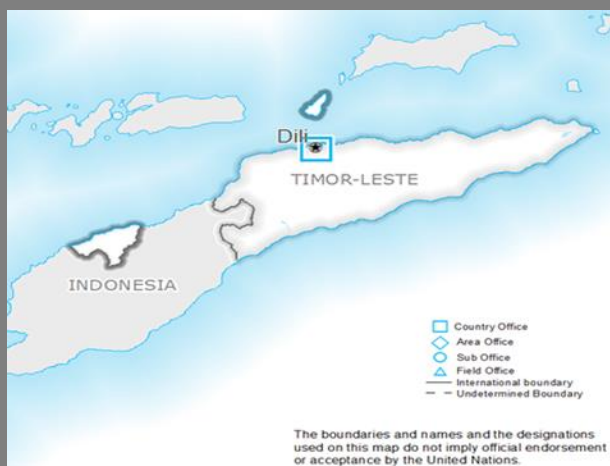 Dili
TIMOR-LESTE
INDONESIA
Country Office
Area Office
Sub Office
Field Office
International boundary
Undetermined Boundary
The boundaries and names and the designations
used on this map do not imply official endorsement
or acceptance by the United Nations.